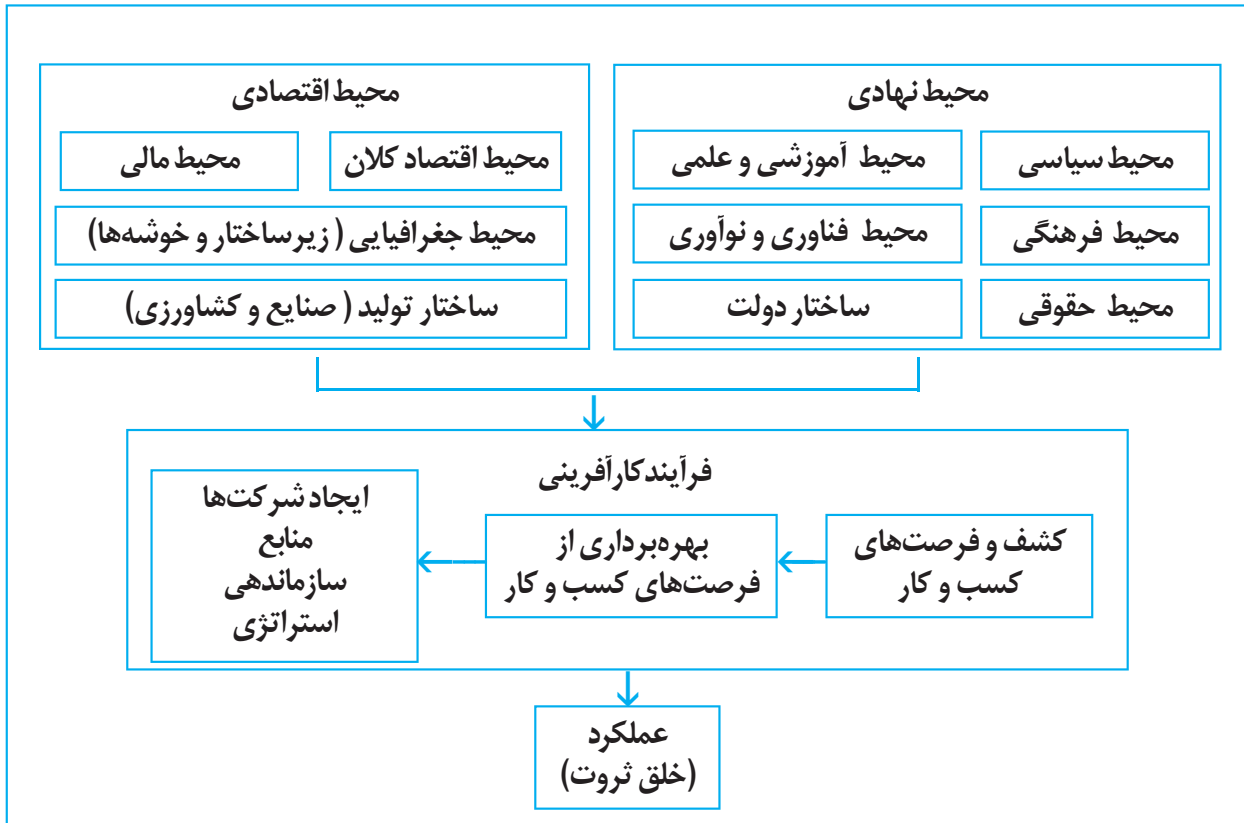 محیط نهادی
محیط سیاسی
محیط آموزشی و علمی
محیط فرهنگی
محیط فناوری و نوآوری
محیط حقوقی
ساختار دولت
محیط اقتصادی
محیط اقتصاد کلان
محیط مالی
محیط جغرافیایی (زیرساختار و خوشه‌ها)
ساختار تولید (صنایع و کشاورزی)
فرآیند کارآفرینی
کشف و فرصت‌های
کسب و کار
بهره‌برداری از
فرصت‌های کسب و کار
ایجاد شرکت‌ها
منابع
سازماندهی
استراتژی
عملکرد
(خلق ثروت)